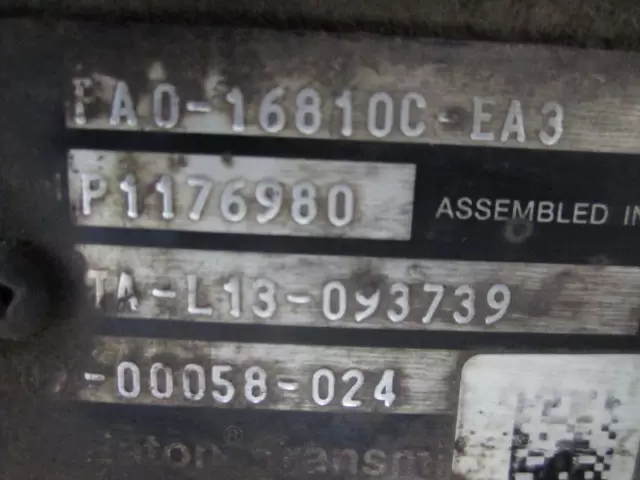 FAO-16810C-EA3
P1176980
ASSEMBLED IN
TA-L13-093739
-00058-024